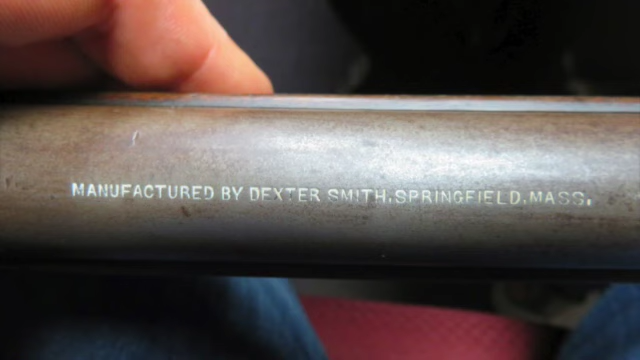 MANUFACTURED BY DEXTER SMITH, SPRINGFIELD, MASS.